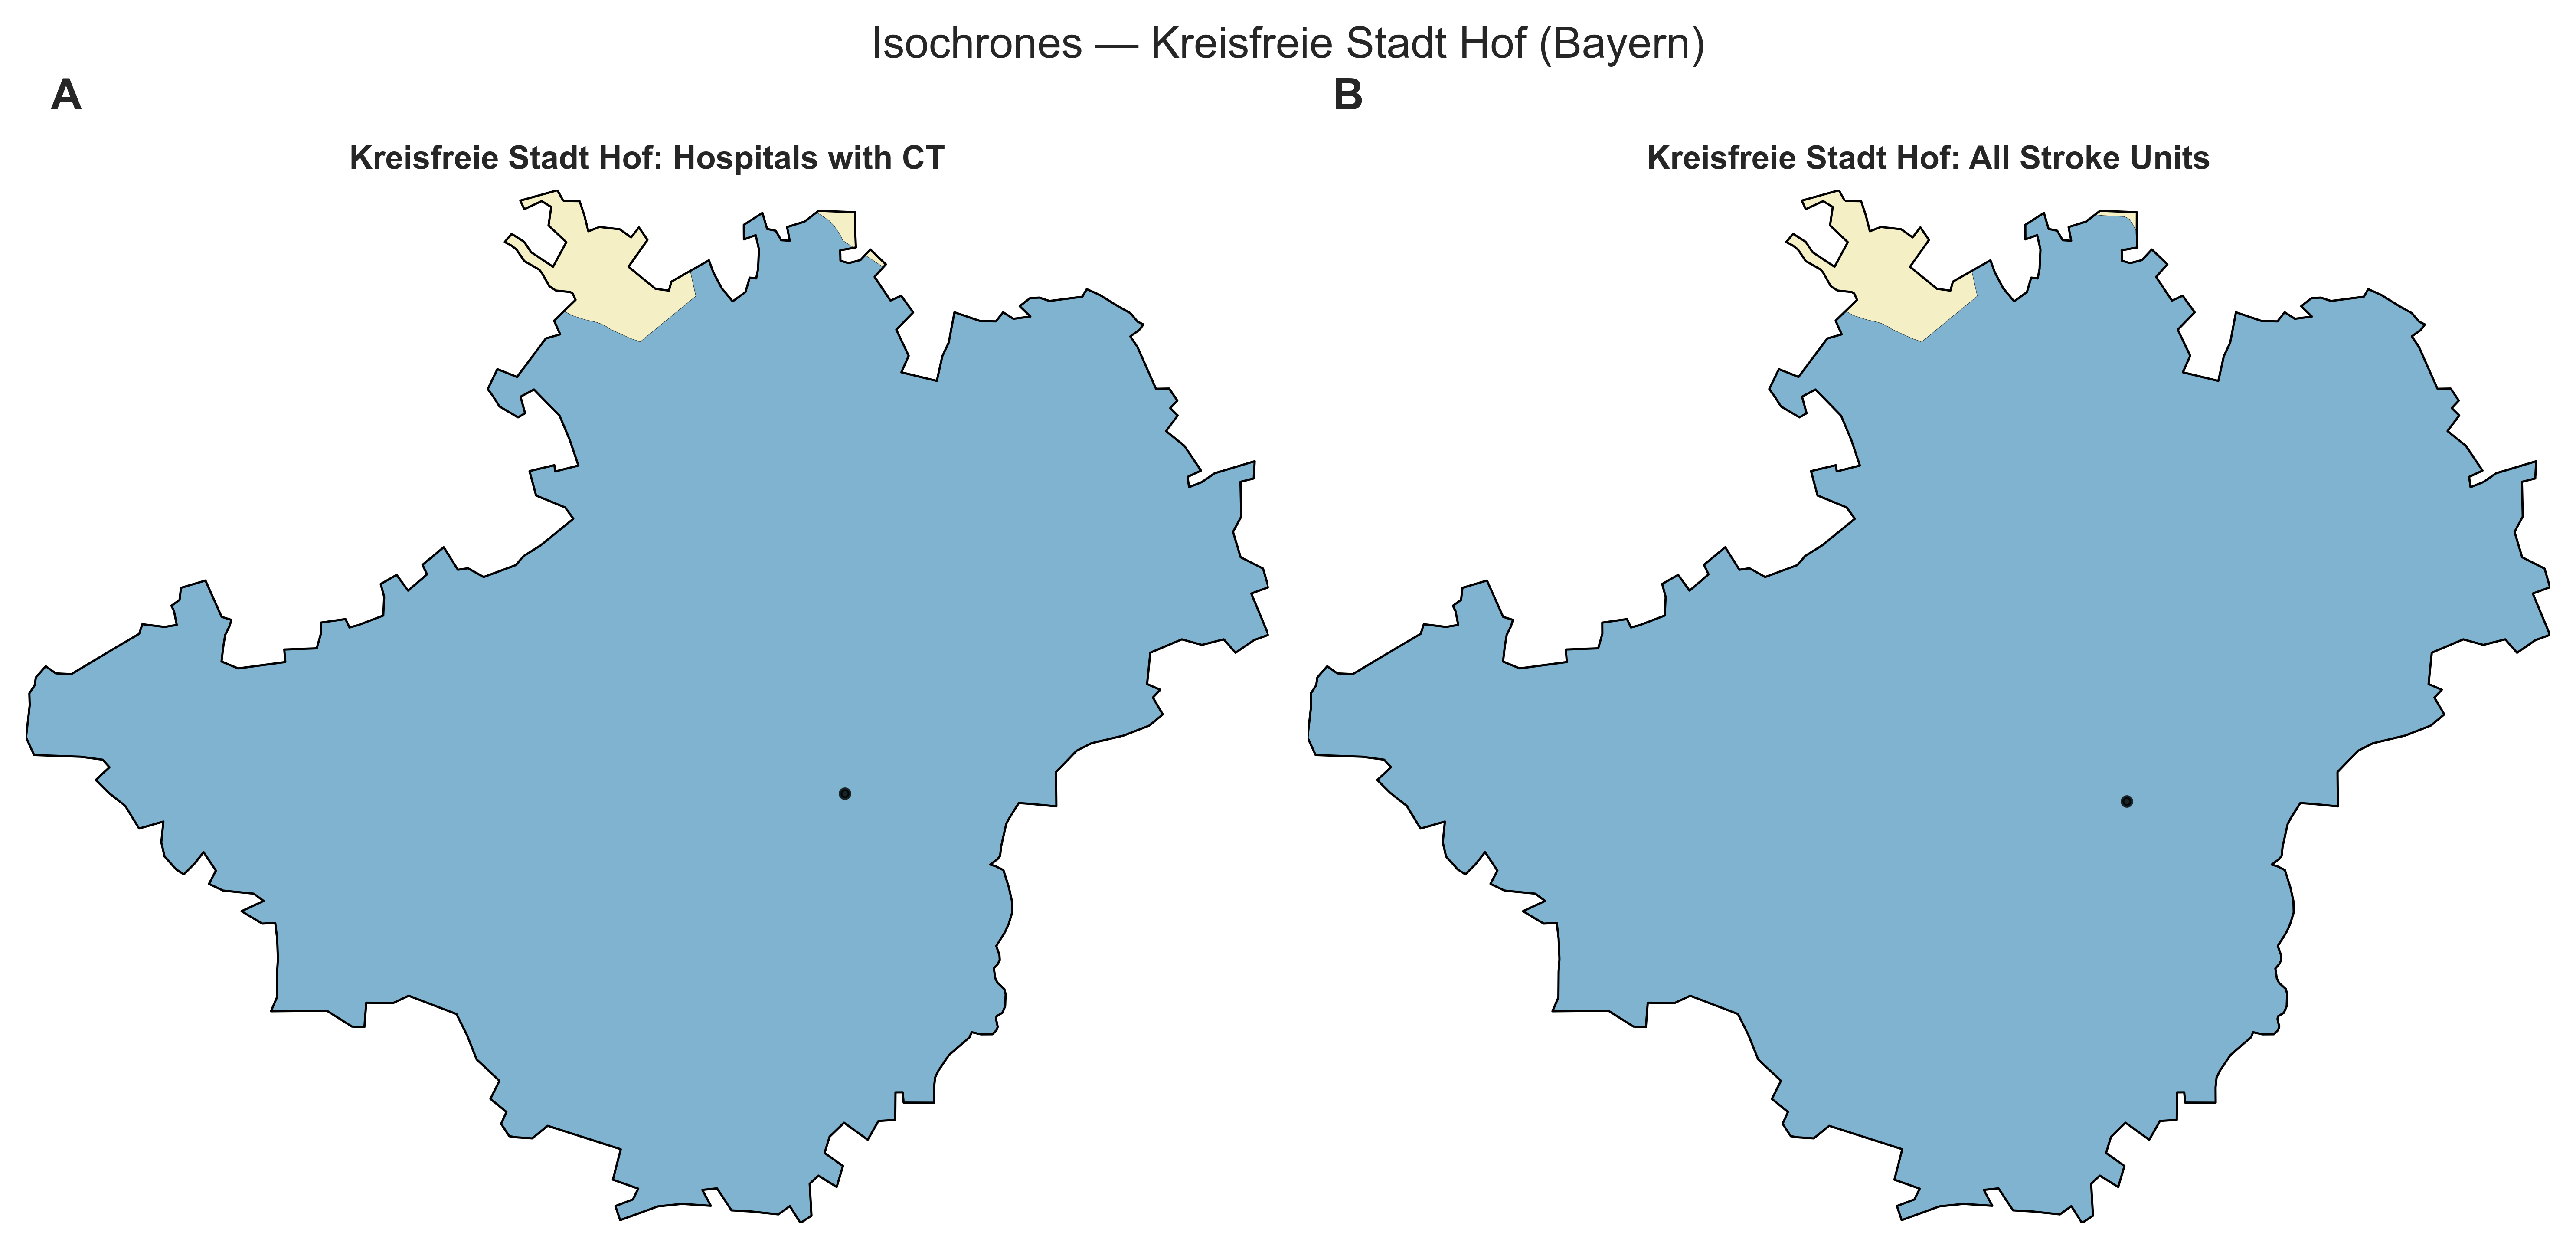 Isochrones — Kreisfreie Stadt Hof (Bayern)
A
B
Kreisfreie Stadt Hof: Hospitals with CT
Kreisfreie Stadt Hof: All Stroke Units